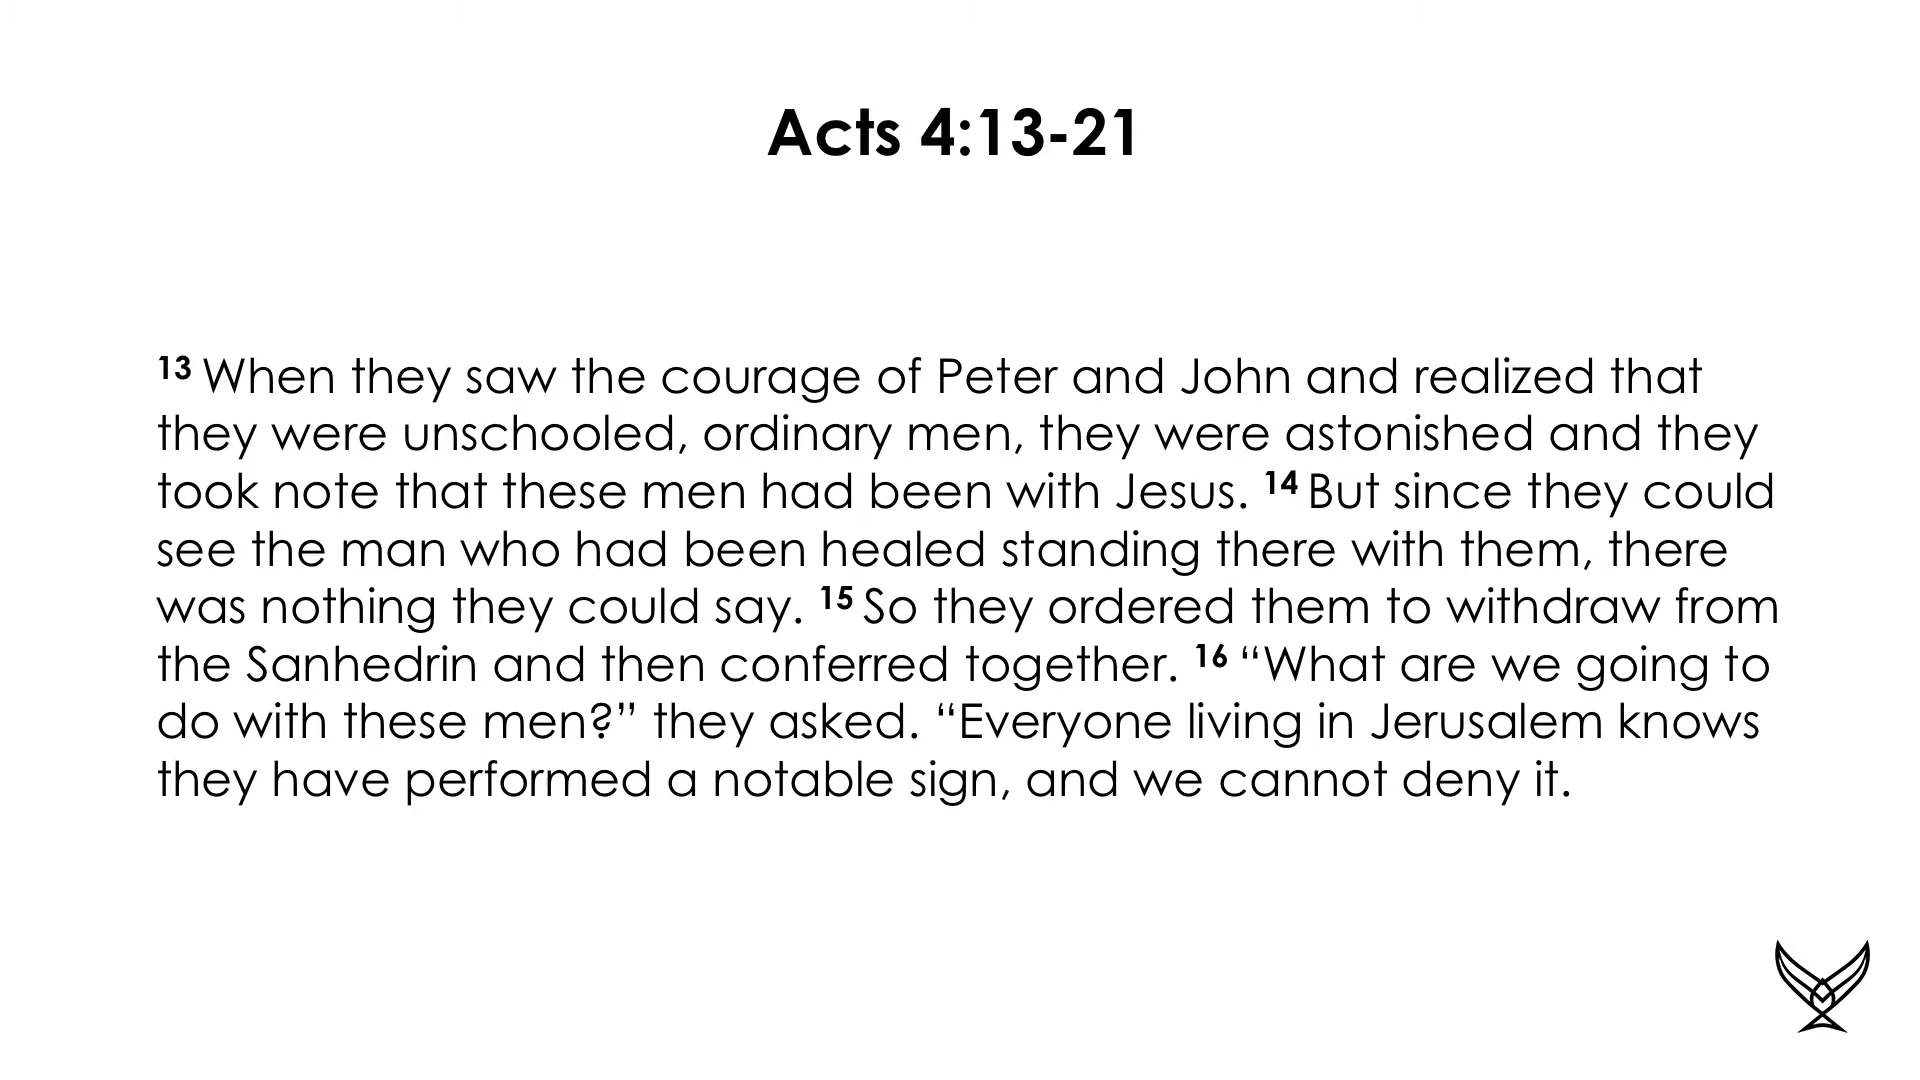 Acts 4:13-21
13 When they saw the courage of Peter and John and realized that
they were unschooled, ordinary men, they were astonished and they
took note that these men had been with Jesus. 14 But since they could
see the man who had been healed standing there with them, there
was nothing they could say. 15 So they ordered them to withdraw from
the Sanhedrin and then conferred together. 16 “What are we going to
do with these men?” they asked. “Everyone living in Jerusalem knows
they have performed a notable sign, and we cannot deny it.